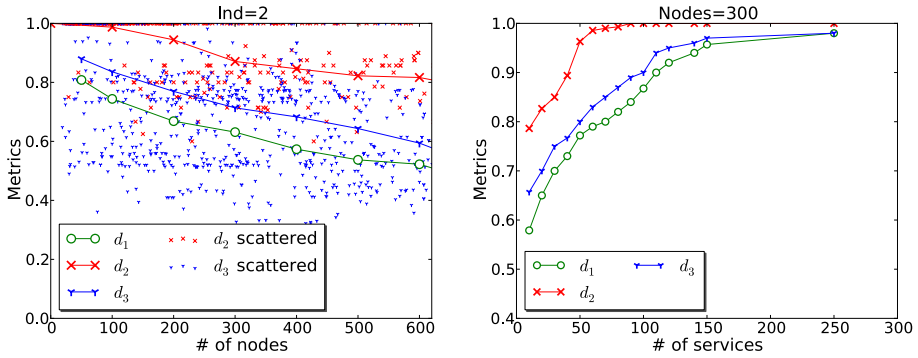 Ind=2
Metrics
1.0
0.8
0.6
0.4
0.2
0.0
d1
d2
d3
d2 scattered
d3 scattered
0 100 200 300 400 500 600
# of nodes
Nodes=300
Metrics
1.0
0.9
0.8
0.7
0.6
0.5
0.4
d1
d2
d3
0 50 100 150 200 250 300
# of services